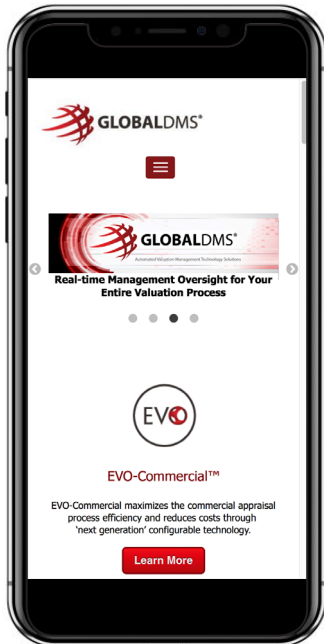 GLOBALDMS®
GLOBALDMS®
Automated Valuation Management Technology Solutions
Real-time Management Oversight for Your
Entire Valuation Process
EVO
EVO-Commercial™
EVO-Commercial maximizes the commercial appraisal
process efficiency and reduces costs through
‘next generation’ configurable technology.
Learn More